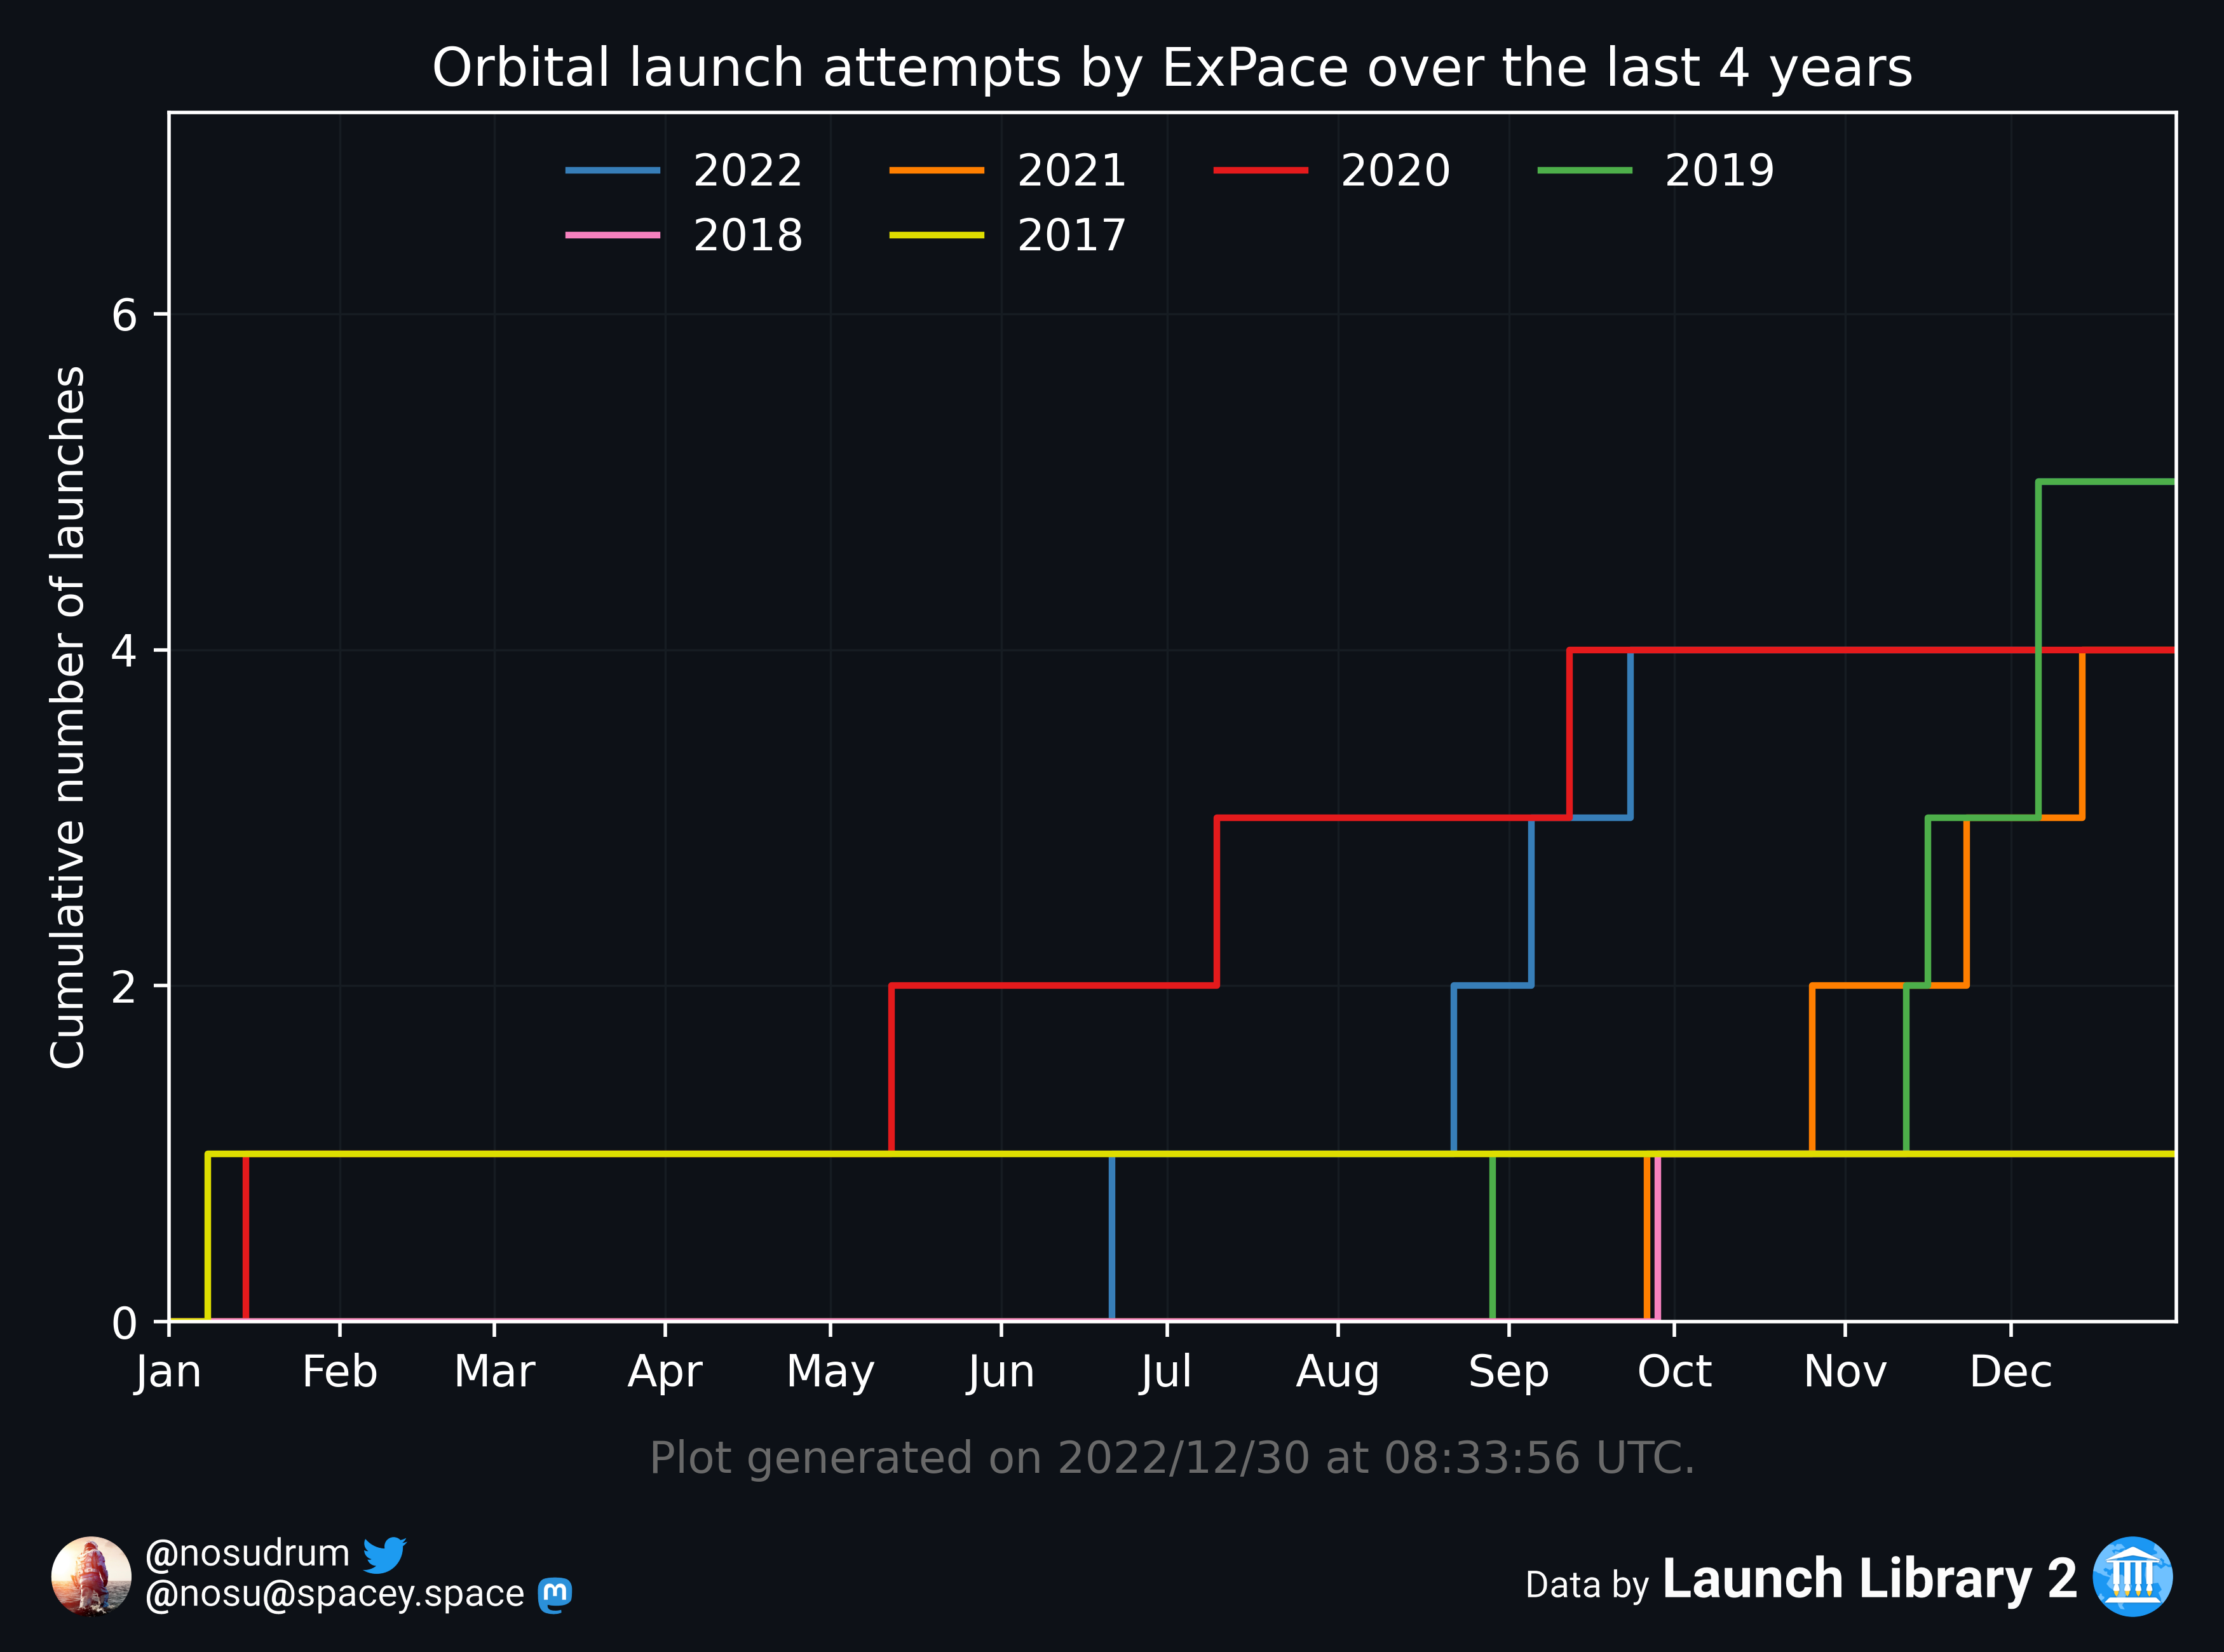 Orbital launch attempts by ExPace over the last 4 years
2022 2021 2020 2019
2018 2017
Cumulative number of launches
6
4
2
0
Jan Feb Mar Apr May Jun Jul Aug Sep Oct Nov Dec
Plot generated on 2022/12/30 at 08:33:56 UTC.
@nosudrum
@nosu@spacey.space
Data by Launch Library 2